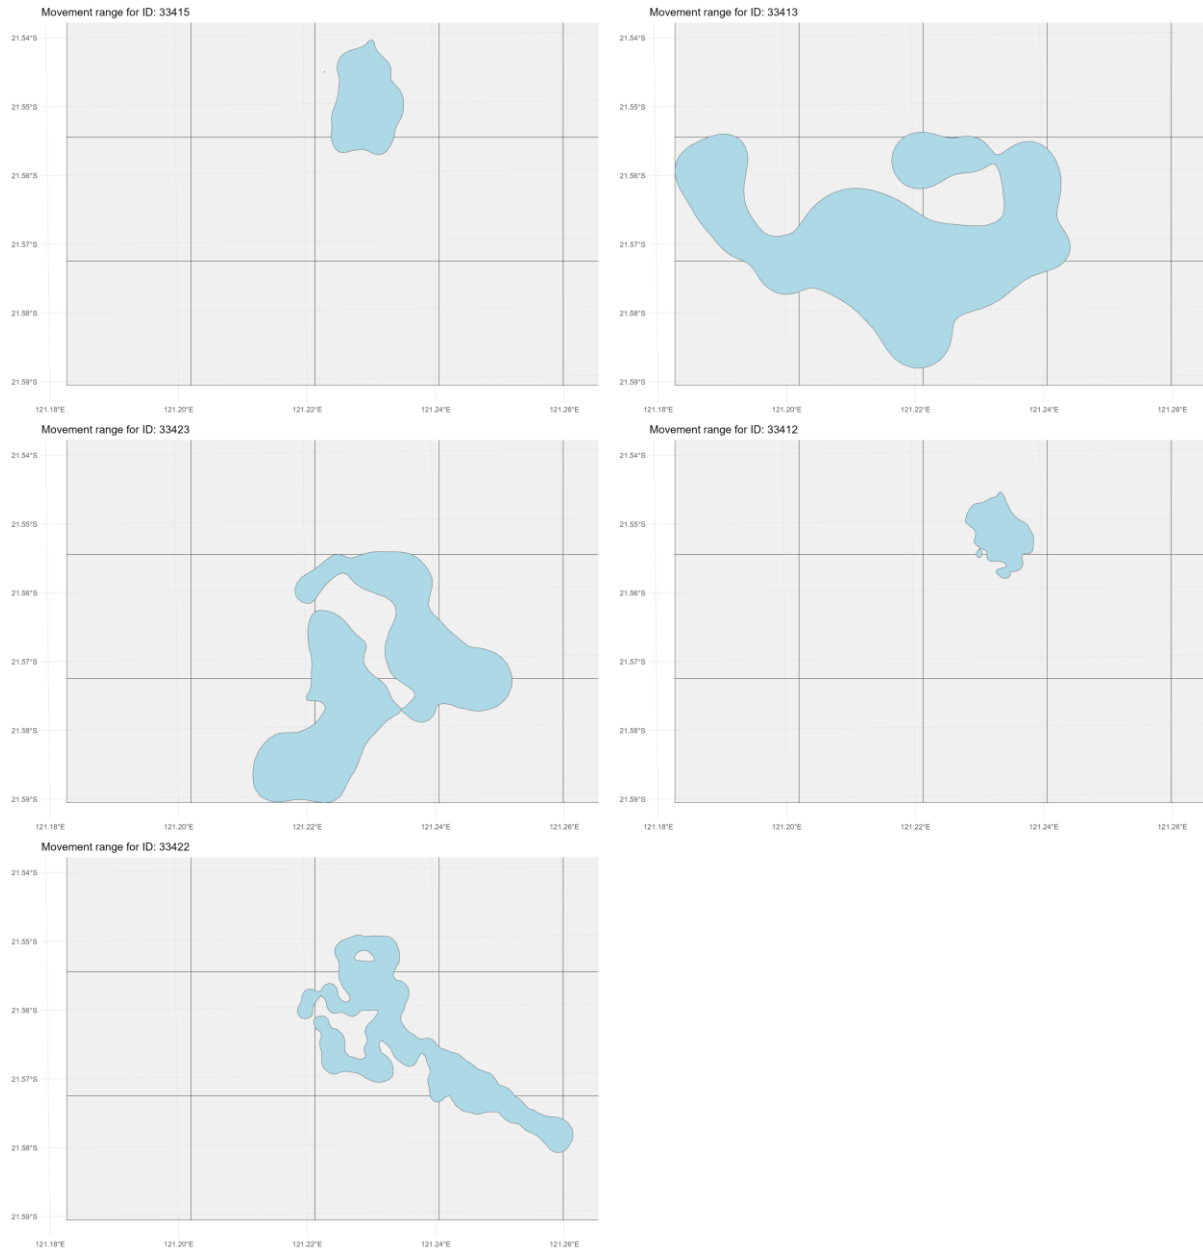 Movement range for ID: 33415
21.54°S
21.55°S
21.56°S
21.57°S
21.58°S
21.59°S
121.18°E 121.20°E 121.22°E 121.24°E 121.26°E
Movement range for ID: 33413
21.54°S
21.55°S
21.56°S
21.57°S
21.58°S
21.59°S
121.18°E 121.20°E 121.22°E 121.24°E 121.26°E
Movement range for ID: 33423
21.54°S
21.55°S
21.56°S
21.57°S
21.58°S
21.59°S
121.18°E 121.20°E 121.22°E 121.24°E 121.26°E
Movement range for ID: 33412
21.54°S
21.55°S
21.56°S
21.57°S
21.58°S
21.59°S
121.18°E 121.20°E 121.22°E 121.24°E 121.26°E
Movement range for ID: 33422
21.54°S
21.55°S
21.56°S
21.57°S
21.58°S
21.59°S
121.18°E 121.20°E 121.22°E 121.24°E 121.26°E